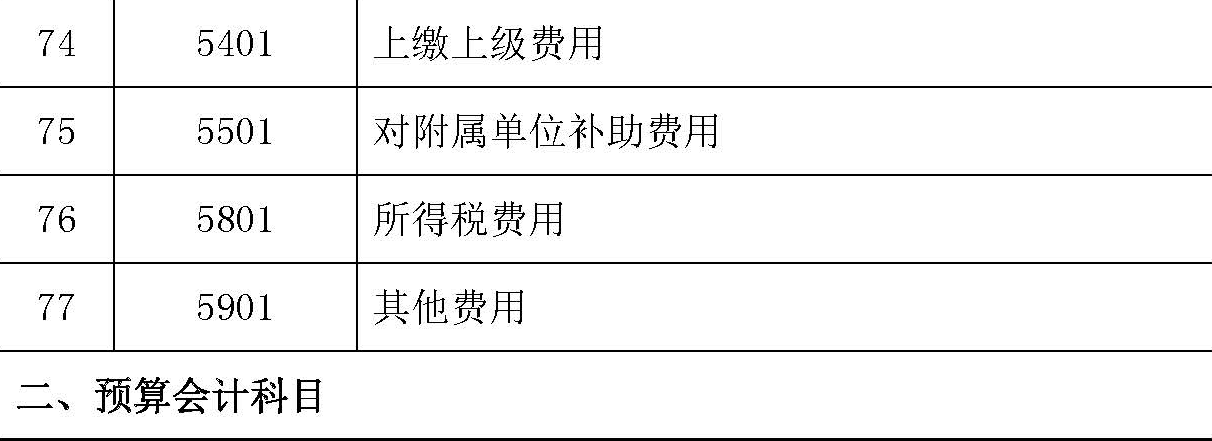 74 5401 上缴上级费用
75 5501 对附属单位补助费用
76 5801 所得税费用
77 5901 其他费用
二、预算会计科目